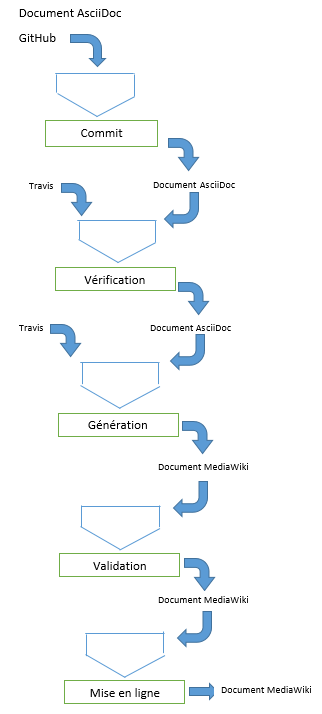 Document AsciiDoc
GitHub
Commit
Travis
Document AsciiDoc
Vérification
Travis
Document AsciiDoc
Génération
Document MediaWiki
Validation
Document MediaWiki
Mise en ligne
Document MediaWiki